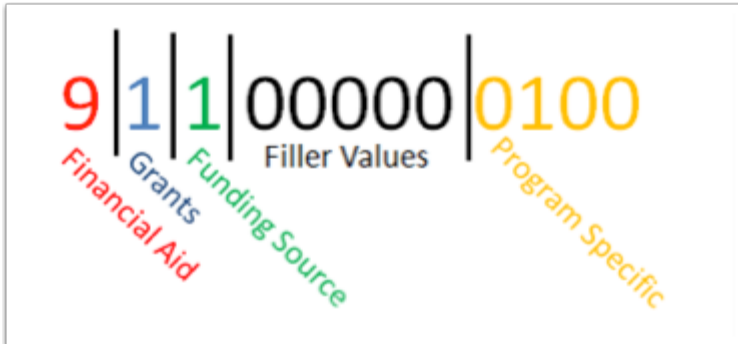 9|1|1|00000|0100
Filler Values
Financial Aid
Grants
Funding Source
Program Specific